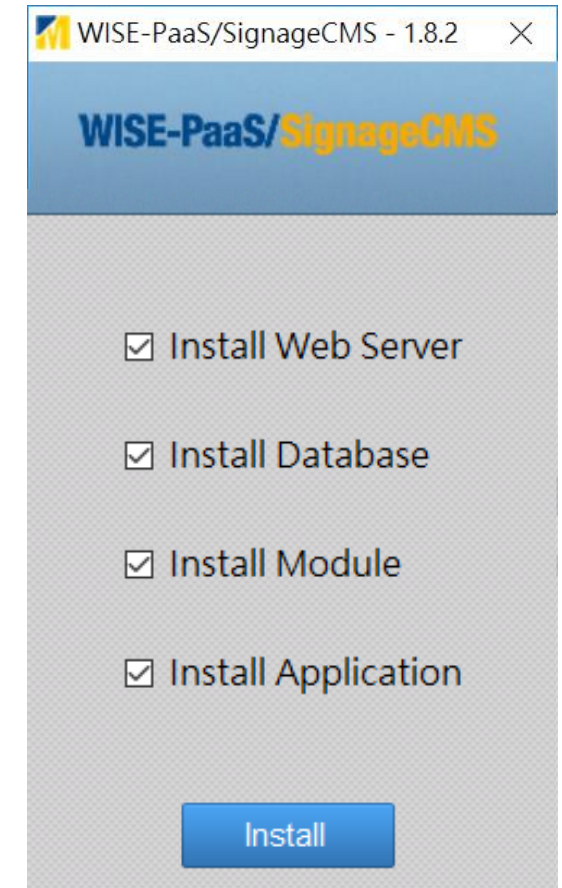 WISE-PaaS/SignageCMS - 1.8.2
WISE-PaaS/SignageCMS
Install Web Server
Install Database
Install Module
Install Application
Install